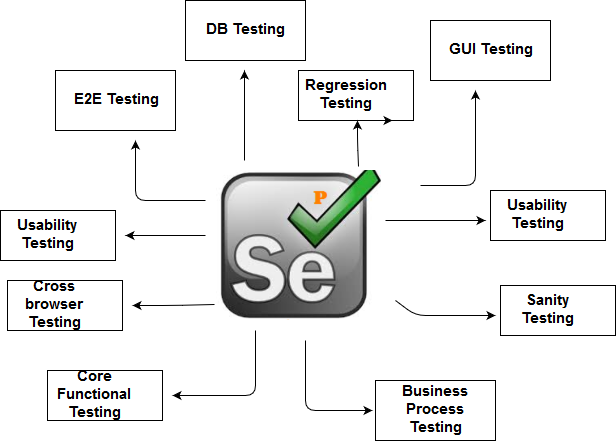 DB Testing
GUI Testing
E2E Testing
Regression
Testing
P
Se
Usability
Testing
Usability
Testing
Cross
browser
Testing
Sanity
Testing
Core
Functional
Testing
Business
Process
Testing